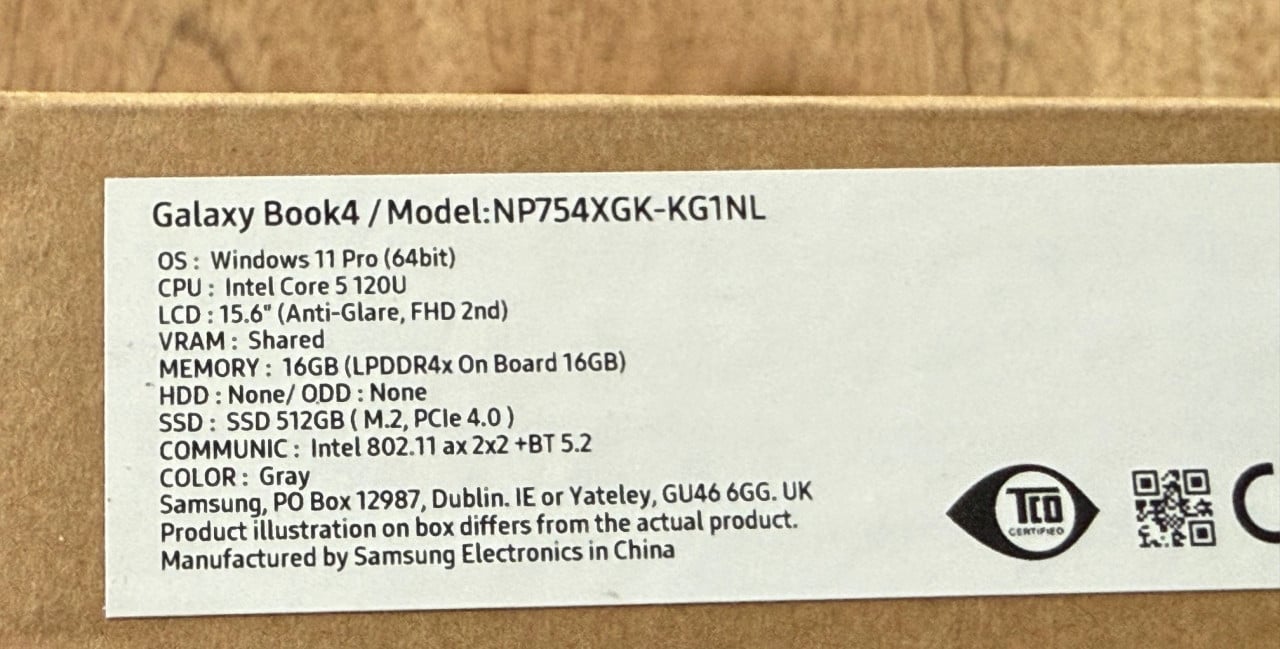 Galaxy Book4 / Model:NP754XGK-KG1NL
OS : Windows 11 Pro (64bit)
CPU : Intel Core 5 120U
LCD : 15.6" (Anti-Glare, FHD 2nd)
VRAM : Shared
MEMORY : 16GB (LPDDR4x On Board 16GB)
HDD : None/ ODD : None
SSD : SSD 512GB ( M.2, PCIe 4.0 )
COMMUNIC : Intel 802.11 ax 2x2 +BT 5.2
COLOR : Gray
Samsung, PO Box 12987, Dublin. IE or Yateley, GU46 6GG. UK
Product illustration on box differs from the actual product.
Manufactured by Samsung Electronics in China
TCO
CERTIFIED